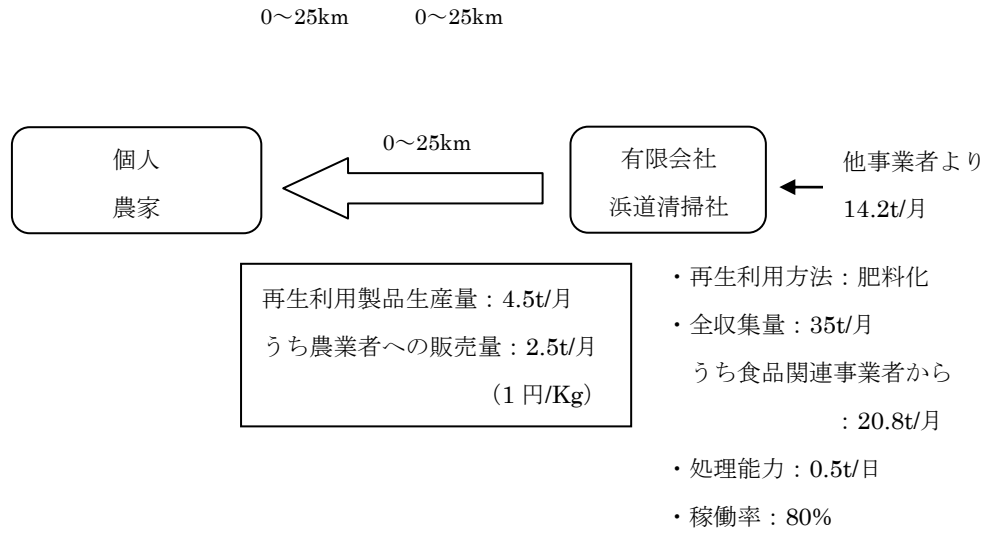 0~25km 0~25km
0~25km
個人
農家
有限会社
浜道清掃社
他事業者より
14.2t/月
再生利用製品生産量:4.5t/月
うち農業者への販売量:2.5t/月
(1 円/Kg)
・再生利用方法:肥料化
・全収集量:35t/月
うち食品関連事業者から
:20.8t/月
・処理能力:0.5t/日
・稼働率:80%